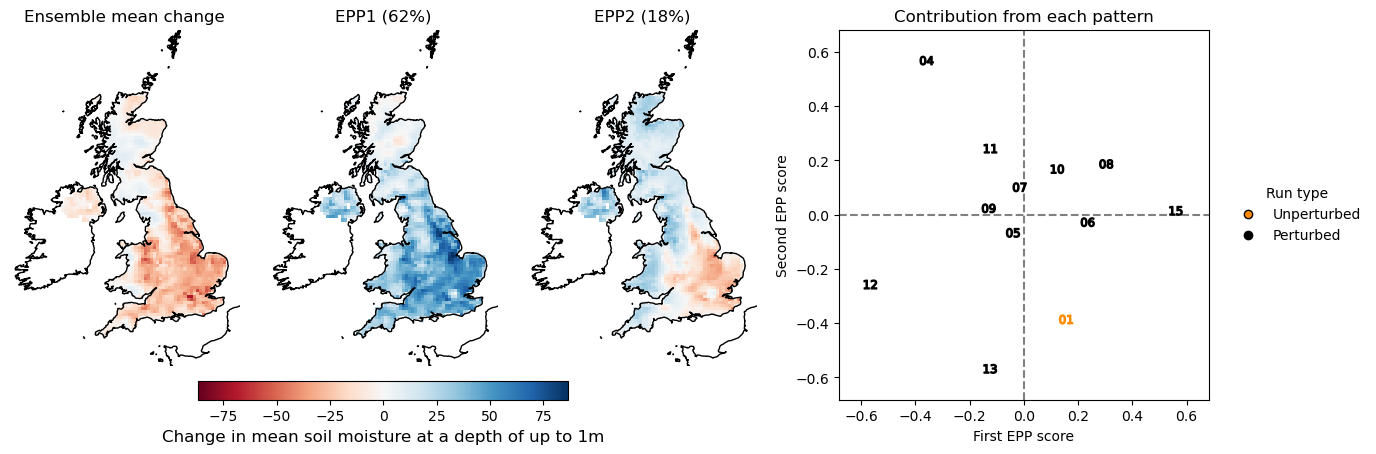 Ensemble mean change
EPP1 (62%)
EPP2 (18%)
−75 −50 −25 0 25 50 75
Change in mean soil moisture at a depth of up to 1m
Contribution from each pattern
Second EPP score
0.6
0.4
0.2
0.0
−0.2
−0.4
−0.6
04
11
10
08
07
09
15
06
05
12
01
13
−0.6 −0.4 −0.2 0.0 0.2 0.4 0.6
First EPP score
Run type
Unperturbed
Perturbed